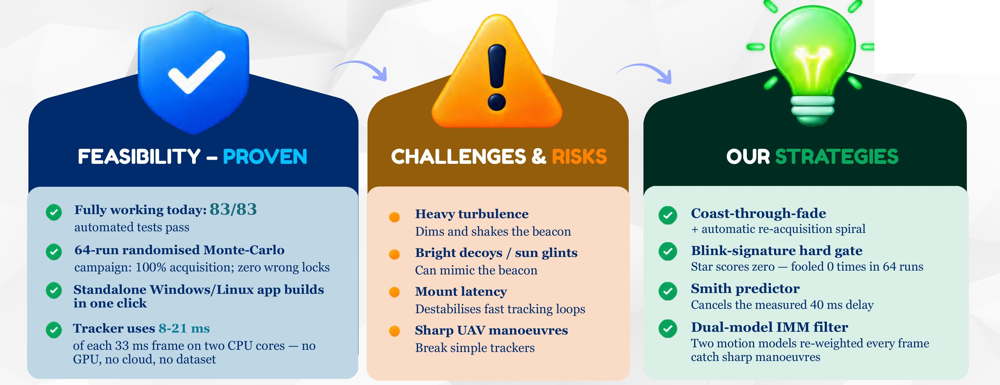 FEASIBILITY – PROVEN
Fully working today: 83/83
automated tests pass
64-run randomised Monte-Carlo
campaign: 100% acquisition; zero wrong locks
Standalone Windows/Linux app builds
in one click
Tracker uses 8-21 ms
of each 33 ms frame on two CPU cores — no
GPU, no cloud, no dataset
CHALLENGES & RISKS
Heavy turbulence
Dims and shakes the beacon
Bright decoys / sun glints
Can mimic the beacon
Mount latency
Destabilises fast tracking loops
Sharp UAV manoeuvres
Break simple trackers
OUR STRATEGIES
Coast-through-fade
+ automatic re-acquisition spiral
Blink-signature hard gate
Star scores zero — fooled 0 times in 64 runs
Smith predictor
Cancels the measured 40 ms delay
Dual-model IMM filter
Two motion models re-weighted every frame
catch sharp manoeuvres